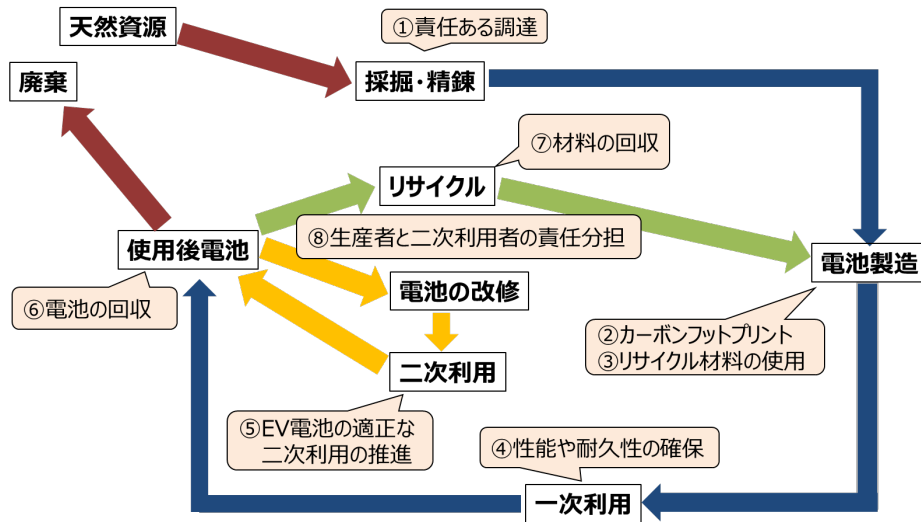 天然資源
①責任ある調達
廃棄
採掘・精錬
⑦材料の回収
リサイクル
⑧生産者と二次利用者の責任分担
使用後電池
電池製造
⑥電池の回収
電池の改修
②カーボンフットプリント
③リサイクル材料の使用
二次利用
⑤EV電池の適正な
二次利用の推進
④性能や耐久性の確保
一次利用